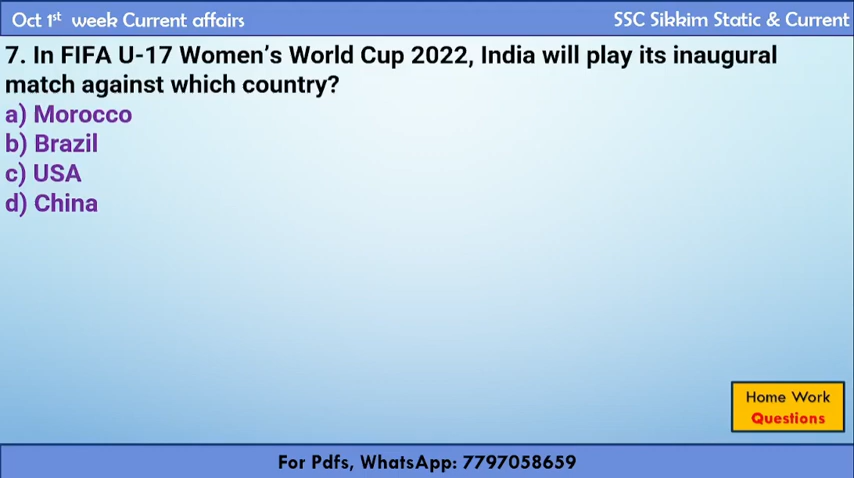 Oct 1st week Current affairs
SSC Sikkim Static & Current
7. In FIFA U-17 Women's World Cup 2022, India will play its inaugural
match against which country?
a) Morocco
b) Brazil
c) USA
d) China
Home Work
Questions
For Pdfs, WhatsApp: 7797058659